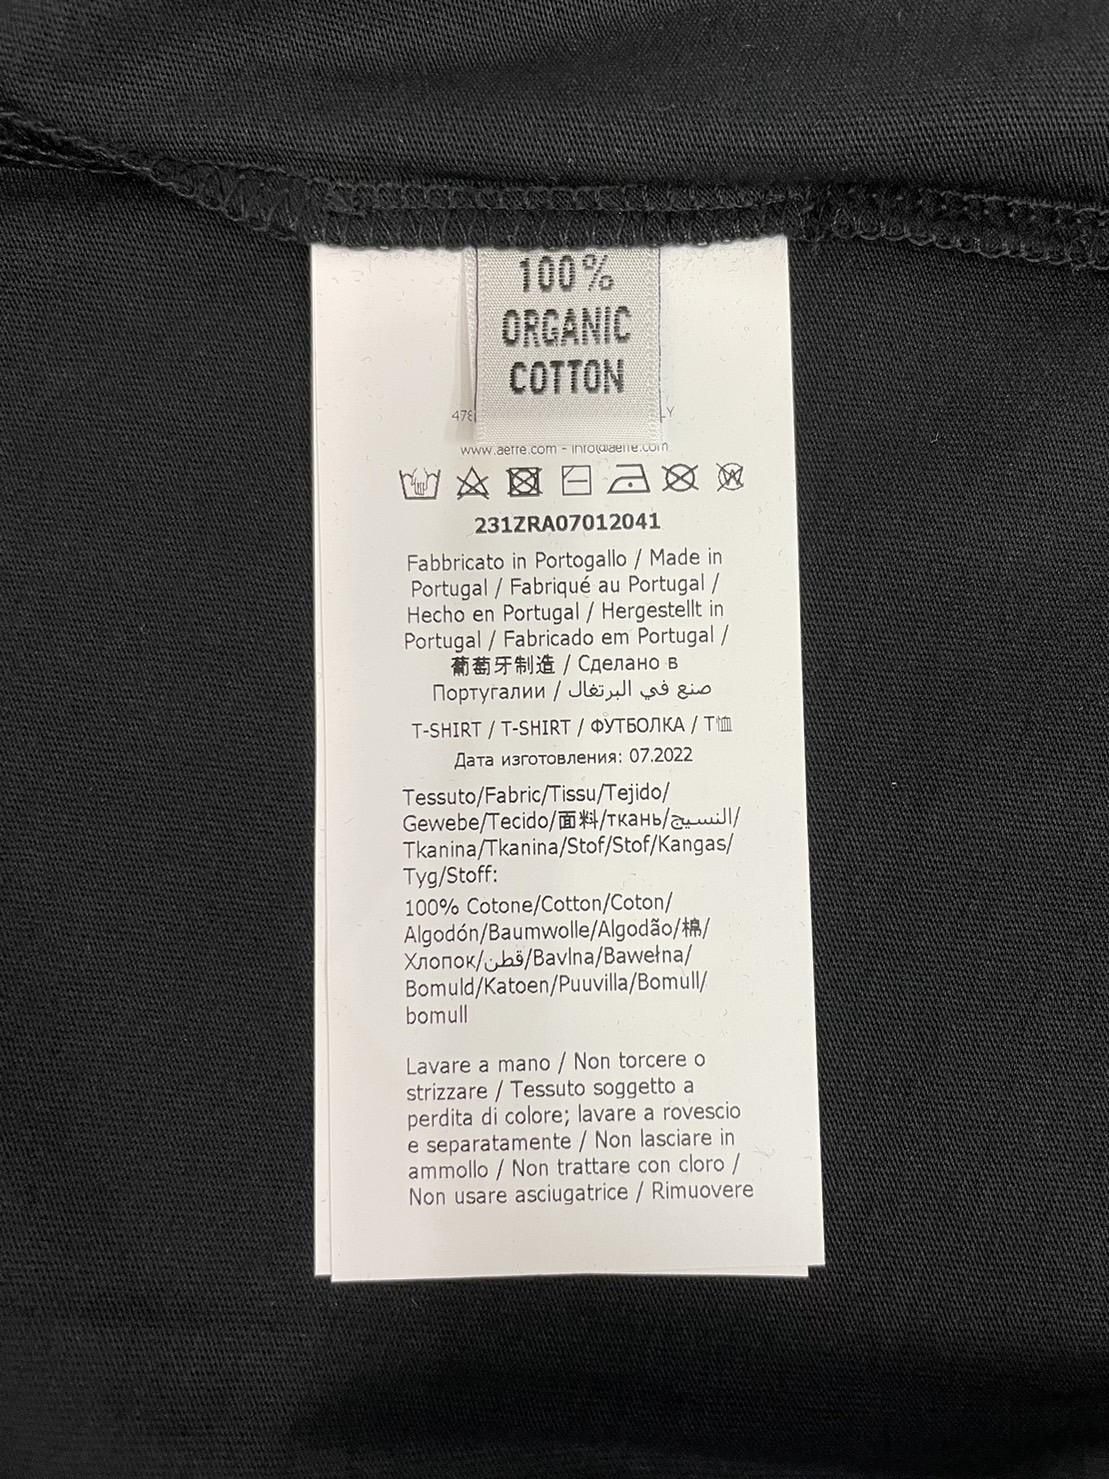 100%
ORGANIC
COTTON
www.aeffe.com - info@aeffe.com
231ZRA07012041
Fabbricato in Portogallo / Made in
Portugal / Fabriqué au Portugal /
Hecho en Portugal / Hergestellt in
Portugal / Fabricado em Portugal /
葡萄牙制造 / Сделано в
Португалии / صنع في البرتغال
T-SHIRT / T-SHIRT / ФУТБОЛКА / T恤
Дата изготовления: 07.2022
Tessuto/Fabric/Tissu/Tejido/
Gewebe/Tecido/面料/ткань/النسيج/
Tkanina/Tkanina/Stof/Stof/Kangas/
Tyg/Stoff:
100% Cotone/Cotton/Coton/
Algodón/Baumwolle/Algodão/棉/
Хлопок/قطن/Bavlna/Bawełna/
Bomuld/Katoen/Puuvilla/Bomull/
bomull
Lavare a mano / Non torcere o
strizzare / Tessuto soggetto a
perdita di colore; lavare a rovescio
e separatamente / Non lasciare in
ammollo / Non trattare con cloro /
Non usare asciugatrice / Rimuovere